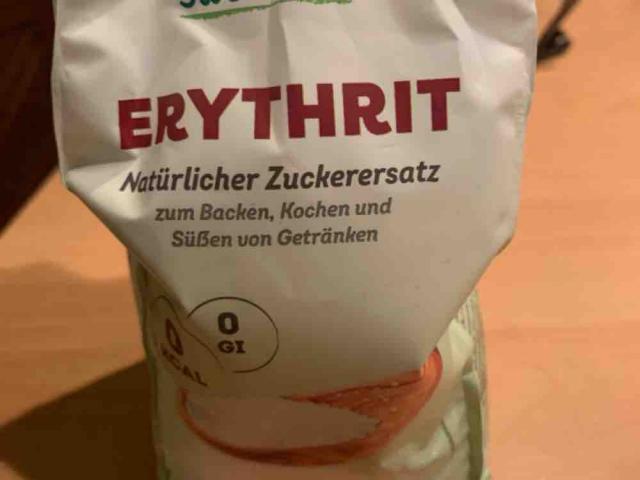 ERYTHRIT
Natürlicher Zuckerersatz
zum Backen, Kochen und
Süßen von Getränken
0
GI
0
KCAL